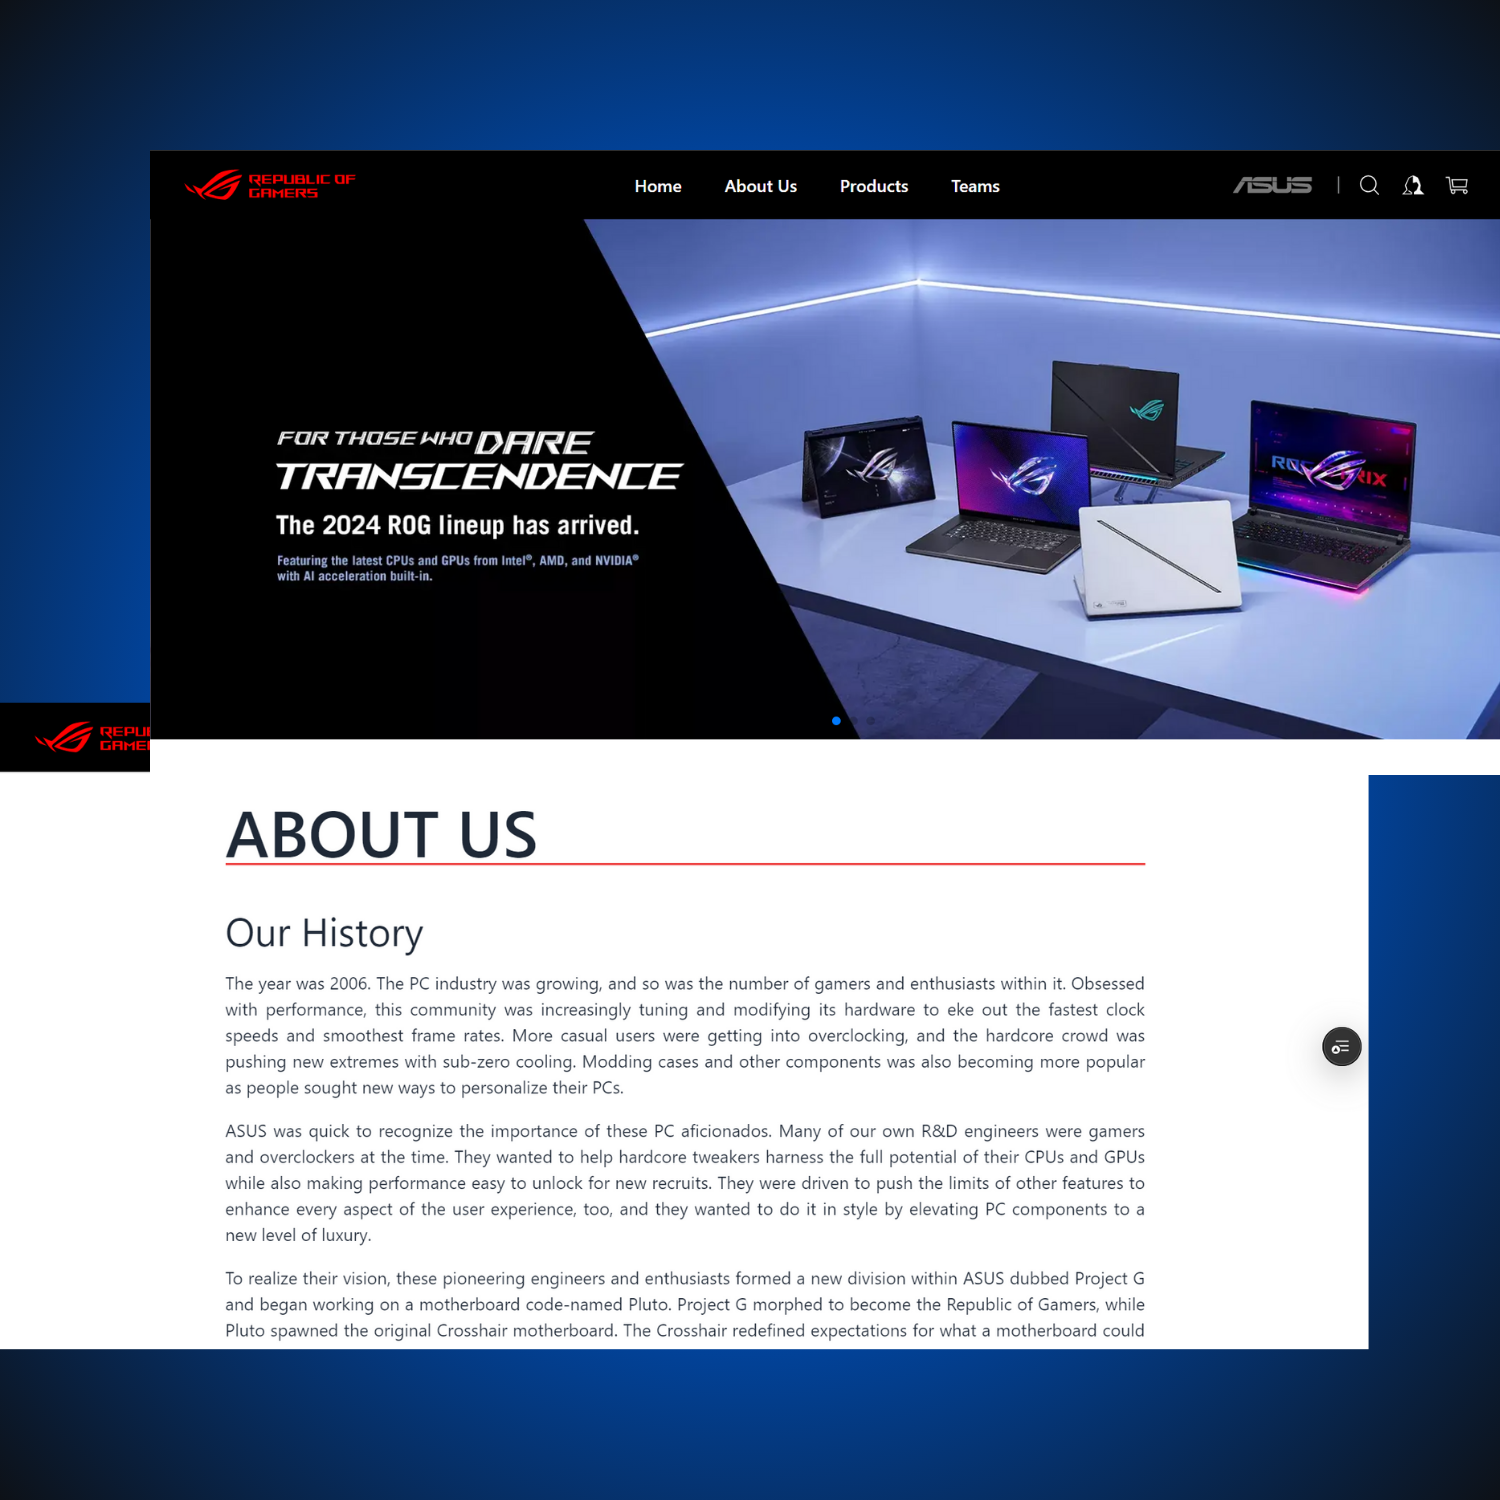 REPUBLIC OF
GAMERS
Home About Us Products Teams
ASUS
FOR THOSE WHO DARE
TRANSCENDENCE
The 2024 ROG lineup has arrived.
Featuring the latest CPUs and GPUs from Intel®, AMD, and NVIDIA®
with AI acceleration built-in.
ABOUT US
Our History
The year was 2006. The PC industry was growing, and so was the number of gamers and enthusiasts within it. Obsessed
with performance, this community was increasingly tuning and modifying its hardware to eke out the fastest clock
speeds and smoothest frame rates. More casual users were getting into overclocking, and the hardcore crowd was
pushing new extremes with sub-zero cooling. Modding cases and other components was also becoming more popular
as people sought new ways to personalize their PCs.
ASUS was quick to recognize the importance of these PC aficionados. Many of our own R&D engineers were gamers
and overclockers at the time. They wanted to help hardcore tweakers harness the full potential of their CPUs and GPUs
while also making performance easy to unlock for new recruits. They were driven to push the limits of other features to
enhance every aspect of the user experience, too, and they wanted to do it in style by elevating PC components to a
new level of luxury.
To realize their vision, these pioneering engineers and enthusiasts formed a new division within ASUS dubbed Project G
and began working on a motherboard code-named Pluto. Project G morphed to become the Republic of Gamers, while
Pluto spawned the original Crosshair motherboard. The Crosshair redefined expectations for what a motherboard could